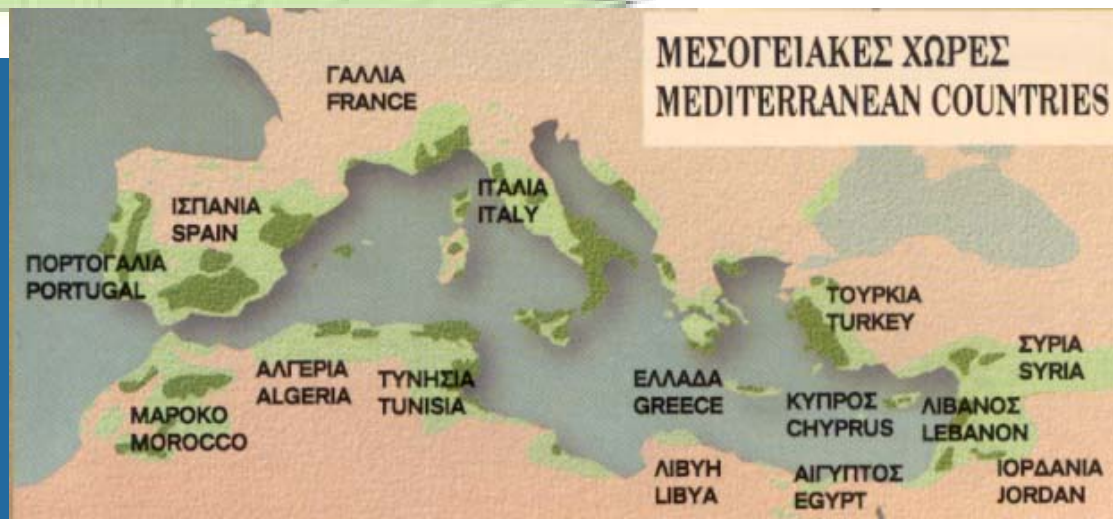 ΜΕΣΟΓΕΙΑΚΕΣ ΧΩΡΕΣ
MEDITERRANEAN COUNTRIES
ΓΑΛΛΙΑ
FRANCE
ΙΤΑΛΙΑ
ITALY
ΙΣΠΑΝΙΑ
SPAIN
ΠΟΡΤΟΓΑΛΙΑ
PORTUGAL
ΤΟΥΡΚΙΑ
TURKEY
ΣΥΡΙΑ
SYRIA
ΑΛΓΕΡΙΑ
ALGERIA
ΤΥΝΗΣΙΑ
TUNISIA
ΕΛΛΑΔΑ
GREECE
ΚΥΠΡΟΣ
CHYPRUS
ΛΙΒΑΝΟΣ
LEBANON
ΜΑΡΟΚΟ
MOROCCO
ΛΙΒΥΗ
LIBYA
ΑΙΓΥΠΤΟΣ
EGYPT
ΙΟΡΔΑΝΙΑ
JORDAN